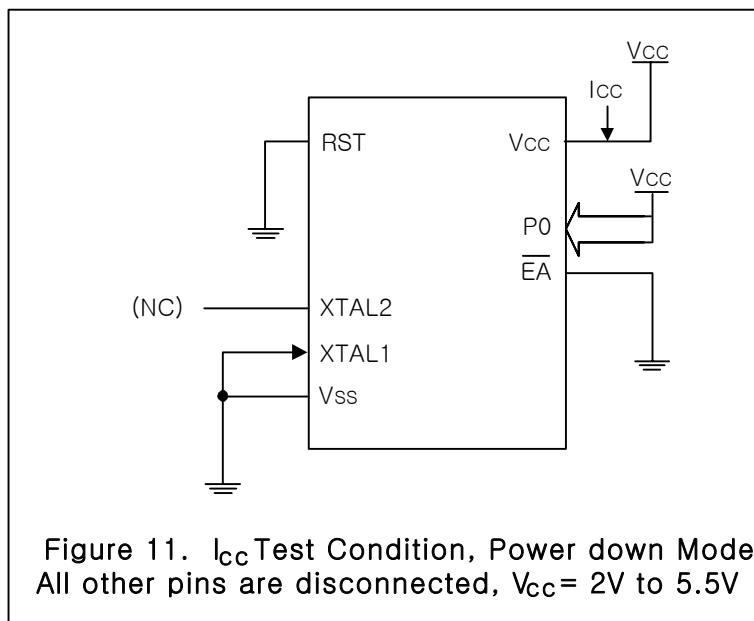 Vcc
Icc
RST
Vcc
Vcc
P0
EA
(NC)
XTAL2
XTAL1
Vss
Figure 11. Icc Test Condition, Power down Mode
All other pins are disconnected, Vcc= 2V to 5.5V